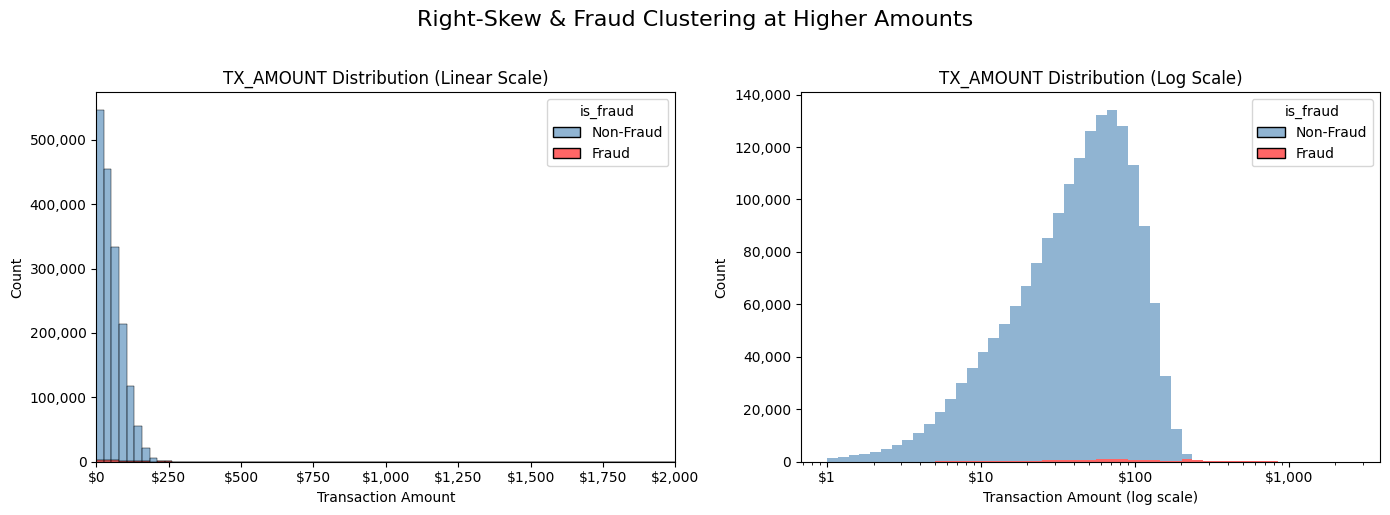 Right-Skew & Fraud Clustering at Higher Amounts
TX_AMOUNT Distribution (Linear Scale)
is_fraud
Non-Fraud
Fraud
500,000
400,000
300,000
200,000
100,000
0
Count
$0 $250 $500 $750 $1,000 $1,250 $1,500 $1,750 $2,000
Transaction Amount
TX_AMOUNT Distribution (Log Scale)
is_fraud
Non-Fraud
Fraud
140,000
120,000
100,000
80,000
60,000
40,000
20,000
0
Count
$1 $10 $100 $1,000
Transaction Amount (log scale)